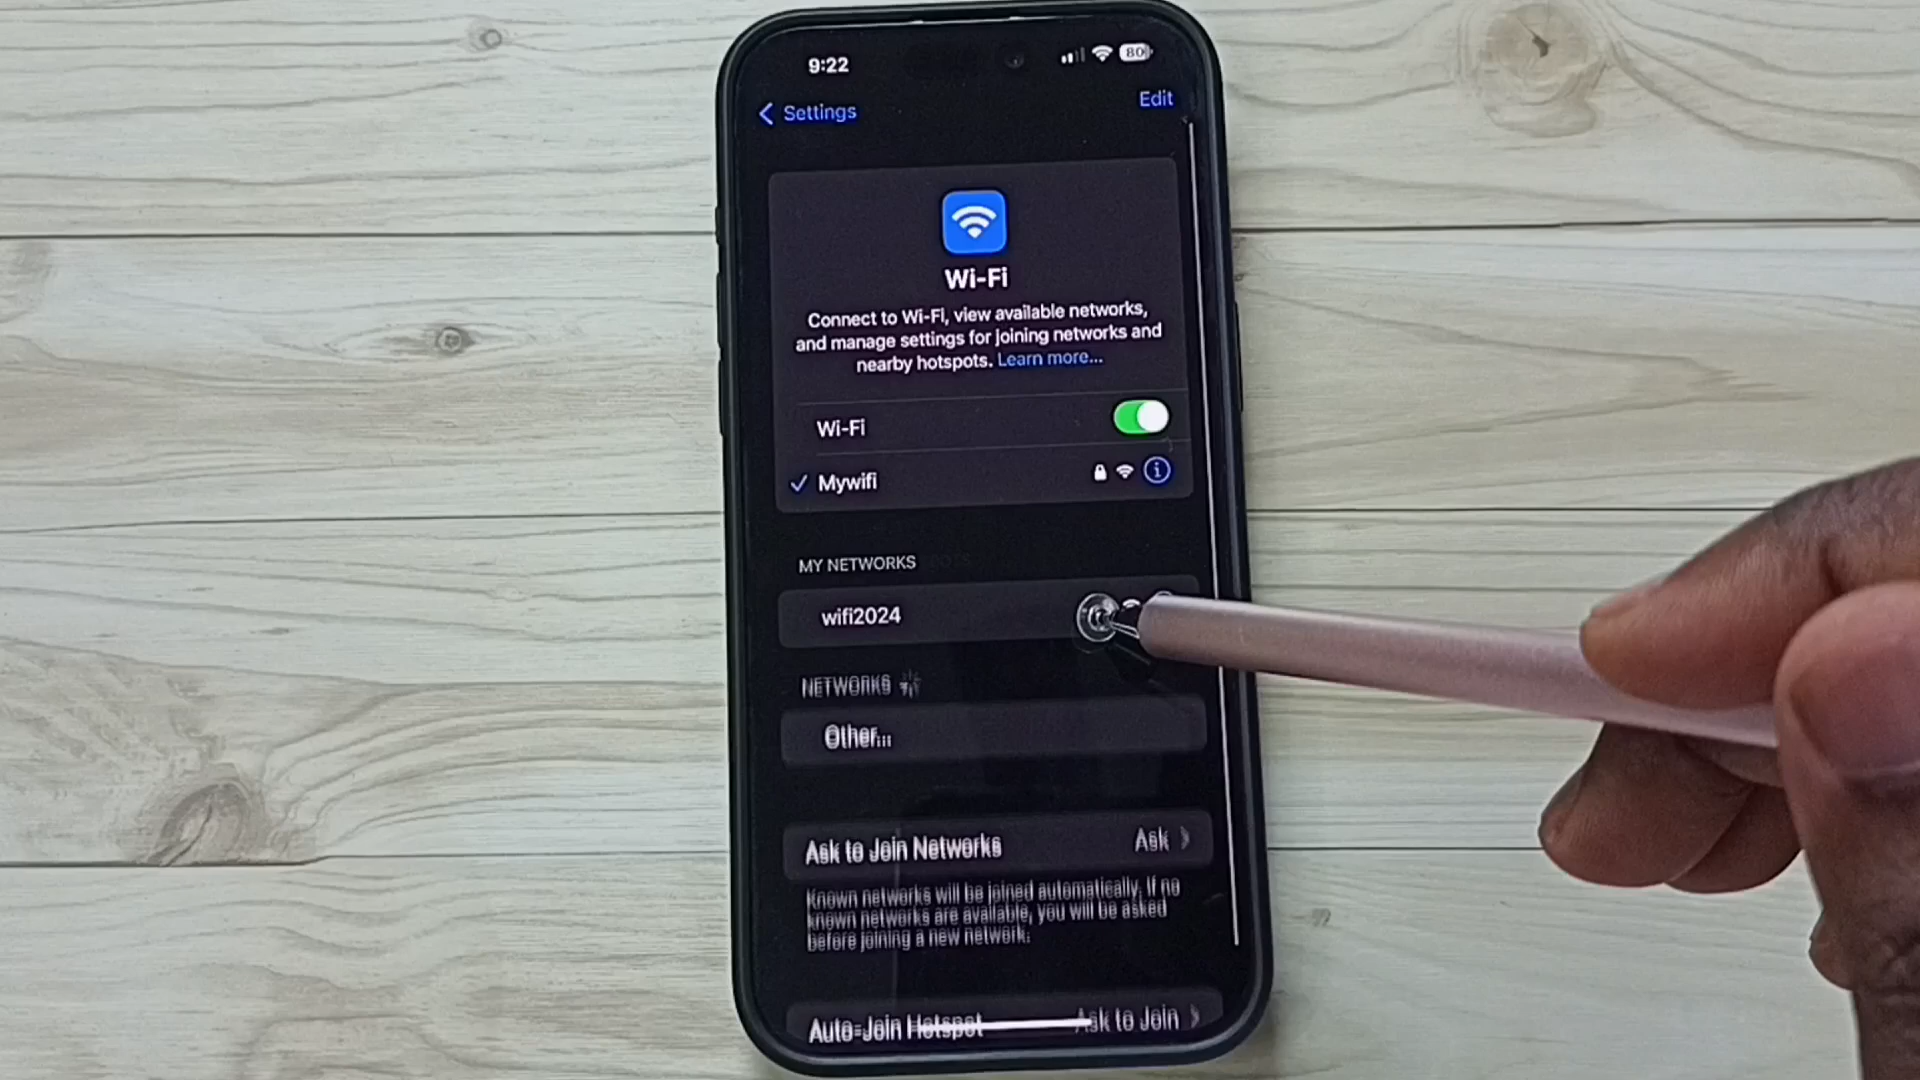 9:22
80
Settings
Edit
Wi-Fi
Connect to Wi-Fi, view available networks,
and manage settings for joining networks and
nearby hotspots. Learn more...
Wi-Fi
Mywifi
MY NETWORKS
wifi2024
NETWORKS
Other...
Ask to Join Networks
Ask
Known networks will be joined automatically. If no
known networks are available, you will be asked
before joining a new network.
Auto-Join Hotspot
Ask to Join